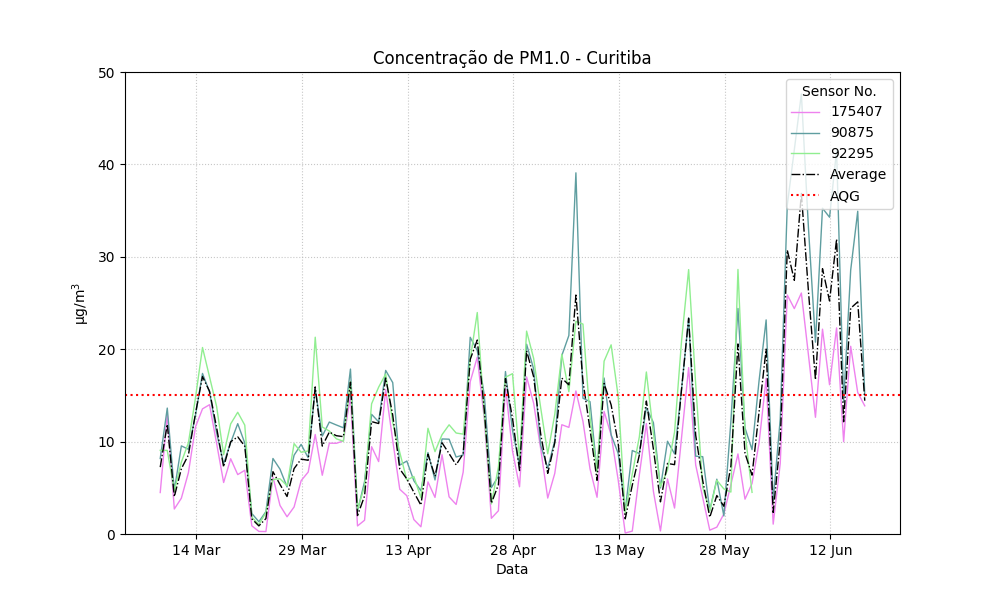 Concentração de PM1.0 - Curitiba
Sensor No.
175407
90875
92295
Average
AQG
50
40
30
20
10
0
µg/m³
14 Mar
29 Mar
13 Apr
28 Apr
13 May
28 May
12 Jun
Data